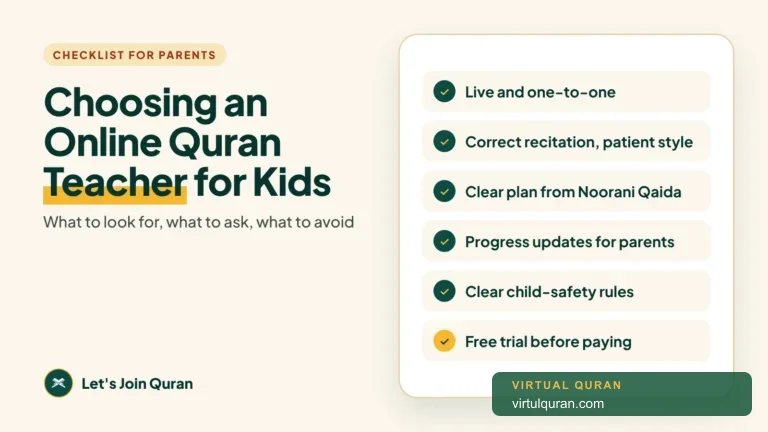 CHECKLIST FOR PARENTS
Choosing an
Online Quran
Teacher for Kids
What to look for, what to ask, what to avoid
Let's Join Quran
Live and one-to-one
Correct recitation, patient style
Clear plan from Noorani Qaida
Progress updates for parents
Clear child-safety rules
Free trial before paying
VIRTUAL QURAN
virtulquran.com